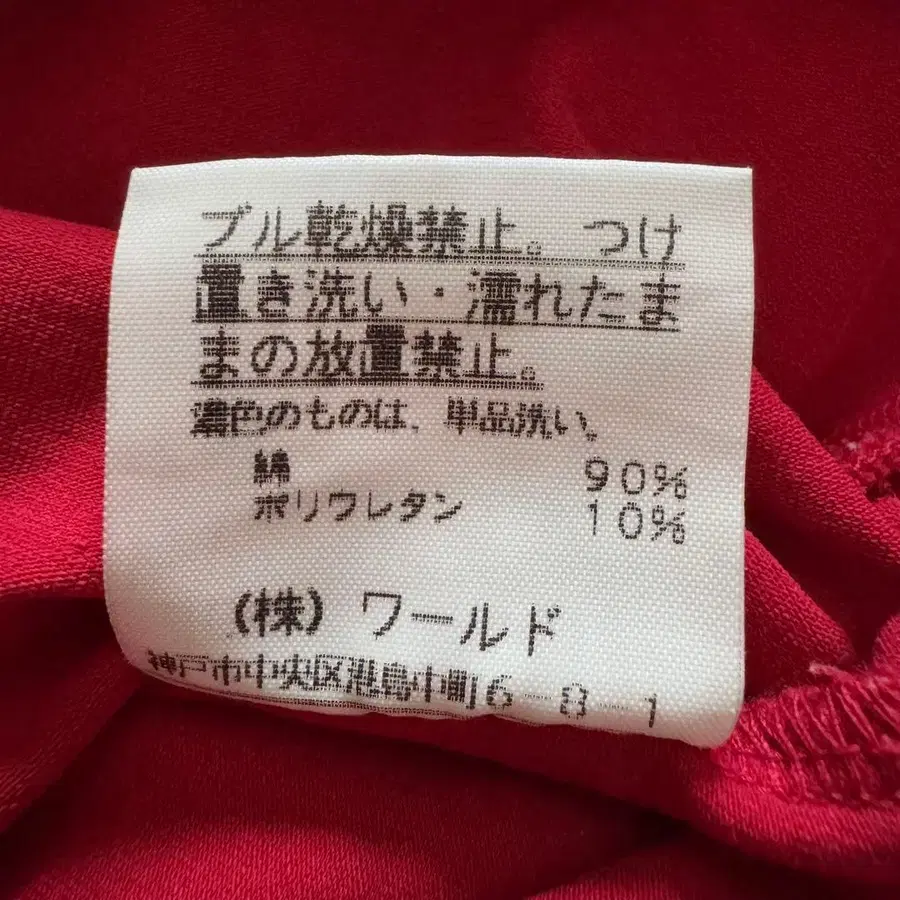 ブル乾燥禁止。つけ
置き洗い・濡れたま
まの放置禁止。
濃色のものは、単品洗い。
綿 90%
ポリウレタン 10%
(株)ワールド
神戸市中央区港島中町6-8-1